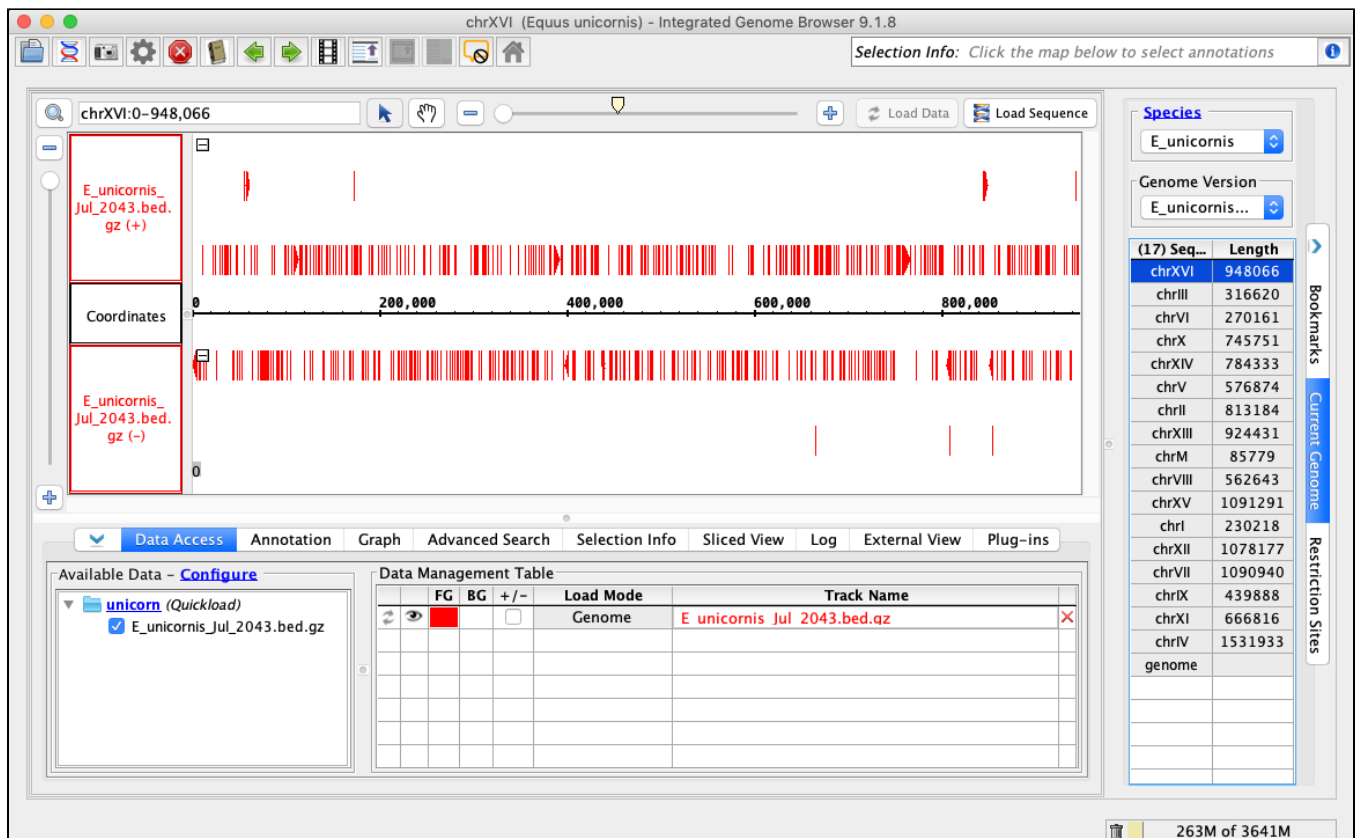 chrXVI (Equus unicornis) - Integrated Genome Browser 9.1.8
Selection Info: Click the map below to select annotations
chrXVI:0-948,066
Load Data
Load Sequence
E_unicornis_
Jul_2043.bed.
gz (+)
Coordinates
0
200,000
400,000
600,000
800,000
E_unicornis_
Jul_2043.bed.
gz (-)
0
Species
E_unicornis
Genome Version
E_unicornis...
(17) Seq... Length
chrXVI 948066
chrIII 316620
chrVI 270161
chrX 745751
chrXIV 784333
chrV 576874
chrII 813184
chrXIII 924431
chrM 85779
chrVIII 562643
chrXV 1091291
chrI 230218
chrXII 1078177
chrVII 1090940
chrIX 439888
chrXI 666816
chrIV 1531933
genome
Bookmarks
Current Genome
Restriction Sites
Data Access Annotation Graph Advanced Search Selection Info Sliced View Log External View Plug-ins
Available Data - Configure
unicorn (Quickload)
E_unicornis_Jul_2043.bed.gz
Data Management Table
FG BG +/- Load Mode Track Name
Genome E_unicornis_Jul_2043.bed.gz
263M of 3641M